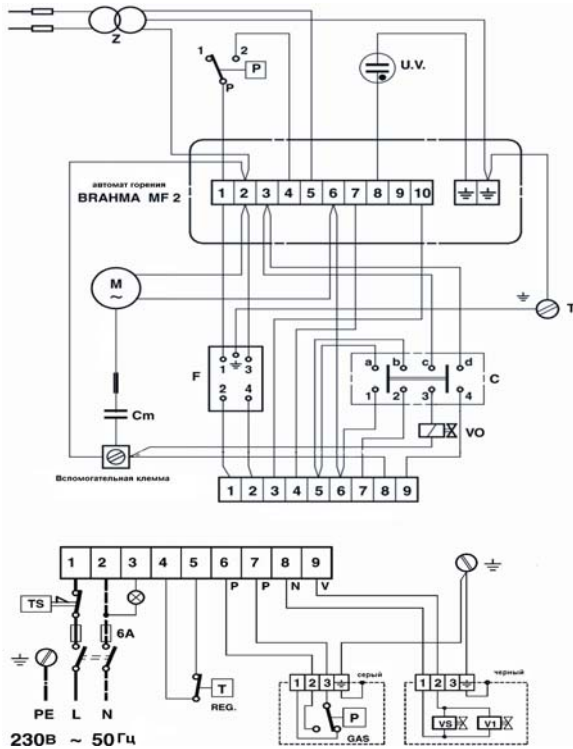 Z
1 2
P
P
U.V.
автомат горения
BRAHMA MF 2
1 2 3 4 5 6 7 8 9 10
M
~
T
F
1 3
2 4
a b c d
1 2 3 4
C
Cm
VO
Вспомогательная клемма
1 2 3 4 5 6 7 8 9
1 2 3 4 5 6 7 8 9
P P N V
TS
6A
T
REG.
серый
1 2 3
P
GAS
черный
1 2 3
VS V1
PE L N
230В ~ 50Гц